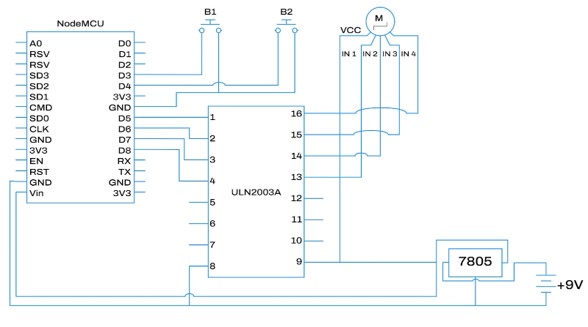 B1
B2
NodeMCU
M
VCC
IN 1
IN 2
IN 3
IN 4
A0
D0
RSV
D1
RSV
D2
SD3
D3
SD2
D4
SD1
3V3
CMD
GND
SD0
D5
CLK
D6
GND
D7
3V3
D8
EN
RX
RST
TX
GND
GND
Vin
3V3
1
2
3
4
5
6
7
8
ULN2003A
16
15
14
13
12
11
10
9
7805
+9V